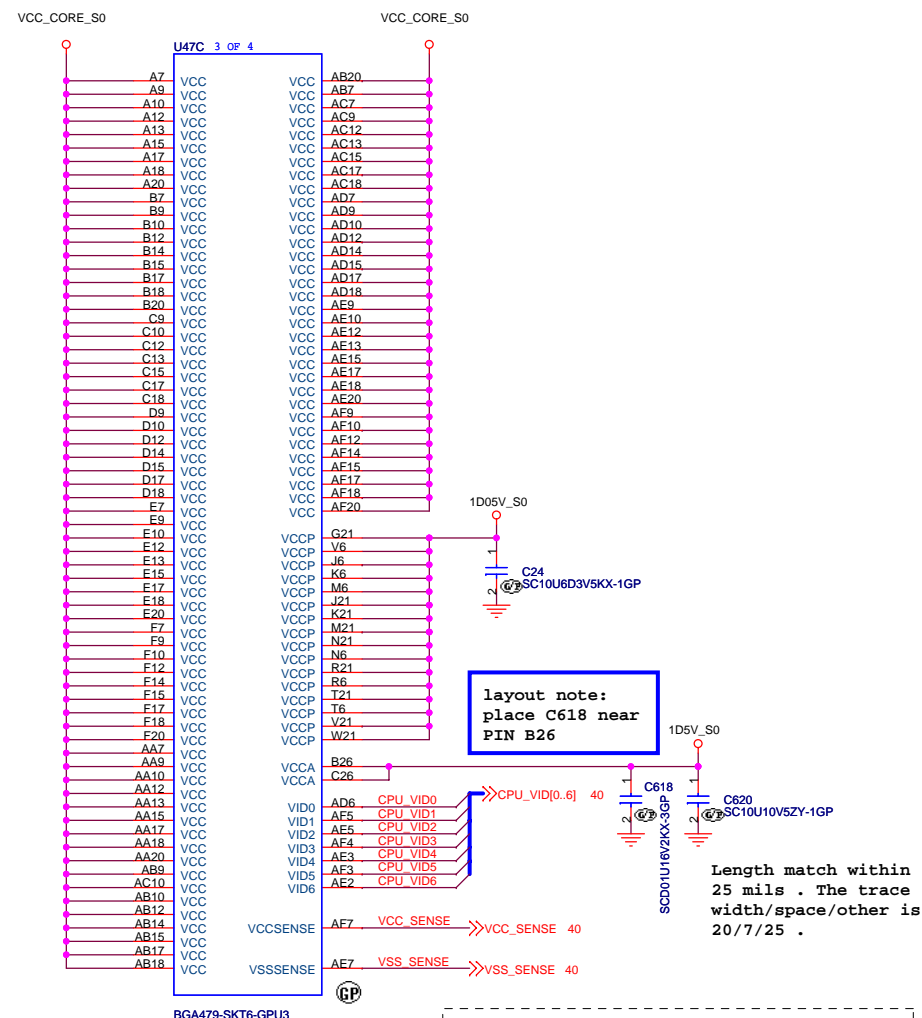 VCC_CORE_S0 VCC_CORE_S0
U47C 3 OF 4
A7 VCC VCC AB20
A9 VCC VCC AB7
A10 VCC VCC AC7
A12 VCC VCC AC9
A13 VCC VCC AC12
A15 VCC VCC AC13
A17 VCC VCC AC15
A18 VCC VCC AC17
A20 VCC VCC AC18
B7 VCC VCC AD7
B9 VCC VCC AD9
B10 VCC VCC AD10
B12 VCC VCC AD12
B14 VCC VCC AD14
B15 VCC VCC AD15
B17 VCC VCC AD17
B18 VCC VCC AD18
B20 VCC VCC AE9
C9 VCC VCC AE10
C10 VCC VCC AE12
C12 VCC VCC AE13
C13 VCC VCC AE15
C15 VCC VCC AE17
C17 VCC VCC AE18
C18 VCC VCC AE20
D9 VCC VCC AF9
D10 VCC VCC AF10
D12 VCC VCC AF12
D14 VCC VCC AF14
D15 VCC VCC AF15
D17 VCC VCC AF17
D18 VCC VCC AF18
E7 VCC VCC AF20
E9 VCC
1D05V_S0
E10 VCC VCCP G21
E12 VCC VCCP V6
E13 VCC VCCP J6
E15 VCC VCCP K6
E17 VCC VCCP M6
E18 VCC VCCP J21
E20 VCC VCCP K21
F7 VCC VCCP M21
F9 VCC VCCP N21
F10 VCC VCCP N6
F12 VCC VCCP R21
F14 VCC VCCP R6
F15 VCC VCCP T21
F17 VCC VCCP T6
F18 VCC VCCP V21
F20 VCC VCCP W21
1
C24
SC10U6D3V5KX-1GP
2
G/P
layout note:
place C618 near
PIN B26
1D5V_S0
AA7 VCC
AA9 VCC VCCA B26
AA10 VCC VCCA C26
AA12 VCC
AA13 VCC VID0 AD6 CPU_VID0
AA15 VCC VID1 AF5 CPU_VID1
AA17 VCC VID2 AE5 CPU_VID2
AA18 VCC VID3 AF4 CPU_VID3
AA20 VCC VID4 AE3 CPU_VID4
AB9 VCC VID5 AF3 CPU_VID5
AC10 VCC VID6 AE2 CPU_VID6
CPU_VID[0..6] 40
1
C618
SCD01U16V2KX-3GP
2
G/P
1
C620
SC10U10V5ZY-1GP
2
G/P
AB10 VCC
AB12 VCC
AB14 VCC VCCSENSE AF7 VCC_SENSE VCC_SENSE 40
AB15 VCC
AB17 VCC
AB18 VCC VSSSENSE AE7 VSS_SENSE VSS_SENSE 40
Length match within
25 mils . The trace
width/space/other is
20/7/25 .
GP
BGA479-SKT6-GPU3